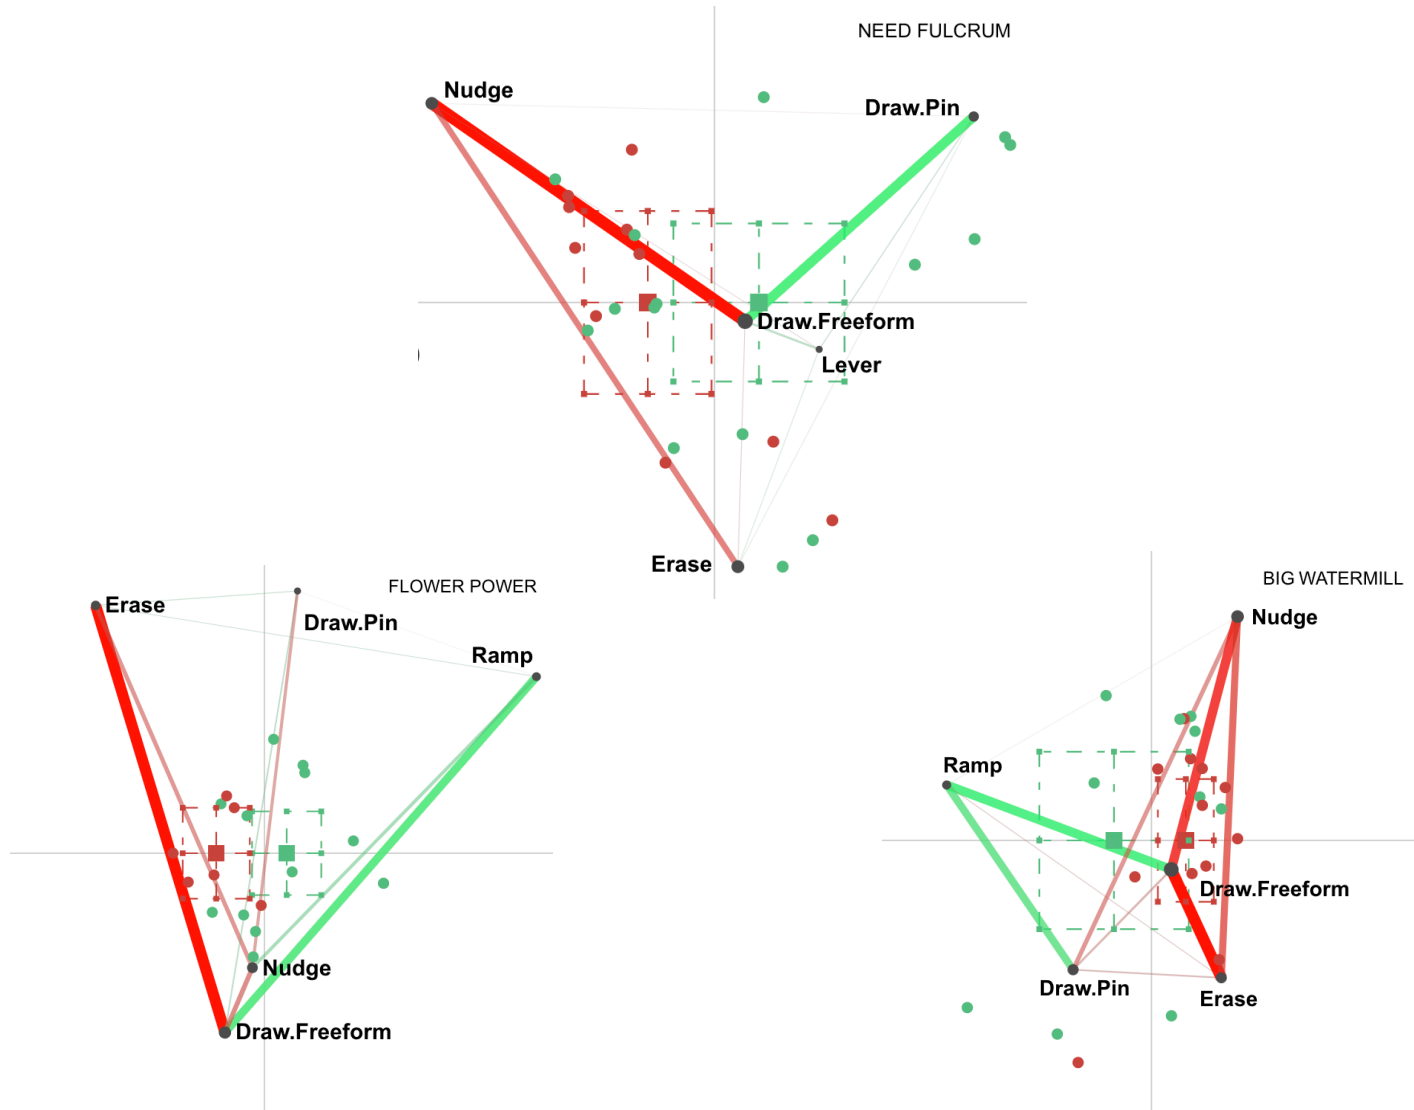 NEED FULCRUM
Nudge
Draw.Pin
Draw.Freeform
Lever
Erase
FLOWER POWER
Erase
Draw.Pin
Ramp
Nudge
Draw.Freeform
BIG WATERMILL
Nudge
Ramp
Draw.Freeform
Draw.Pin
Erase